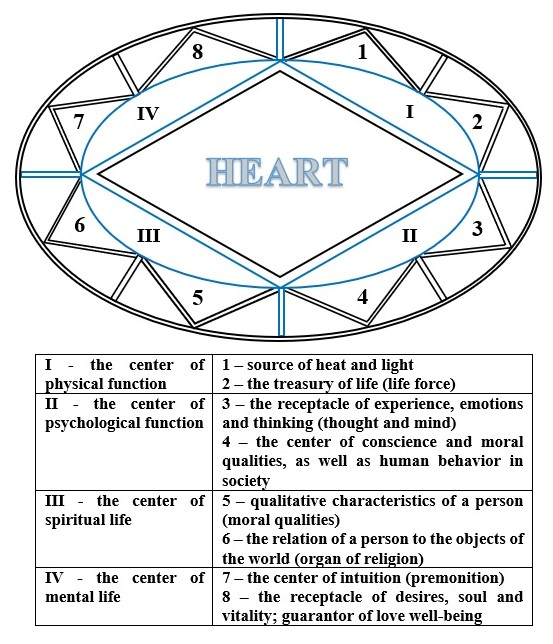 8
1
IV
I
7
2
HEART
6
3
III
II
5
4
I - the center of
physical function
1 – source of heat and light
2 – the treasury of life (life force)
II - the center of
psychological function
3 – the receptacle of experience, emotions
and thinking (thought and mind)
4 – the center of conscience and moral
qualities, as well as human behavior in
society
III - the center of
spiritual life
5 – qualitative characteristics of a person
(moral qualities)
6 – the relation of a person to the objects of
the world (organ of religion)
IV - the center of
mental life
7 – the center of intuition (premonition)
8 – the receptacle of desires, soul and
vitality; guarantor of love well-being